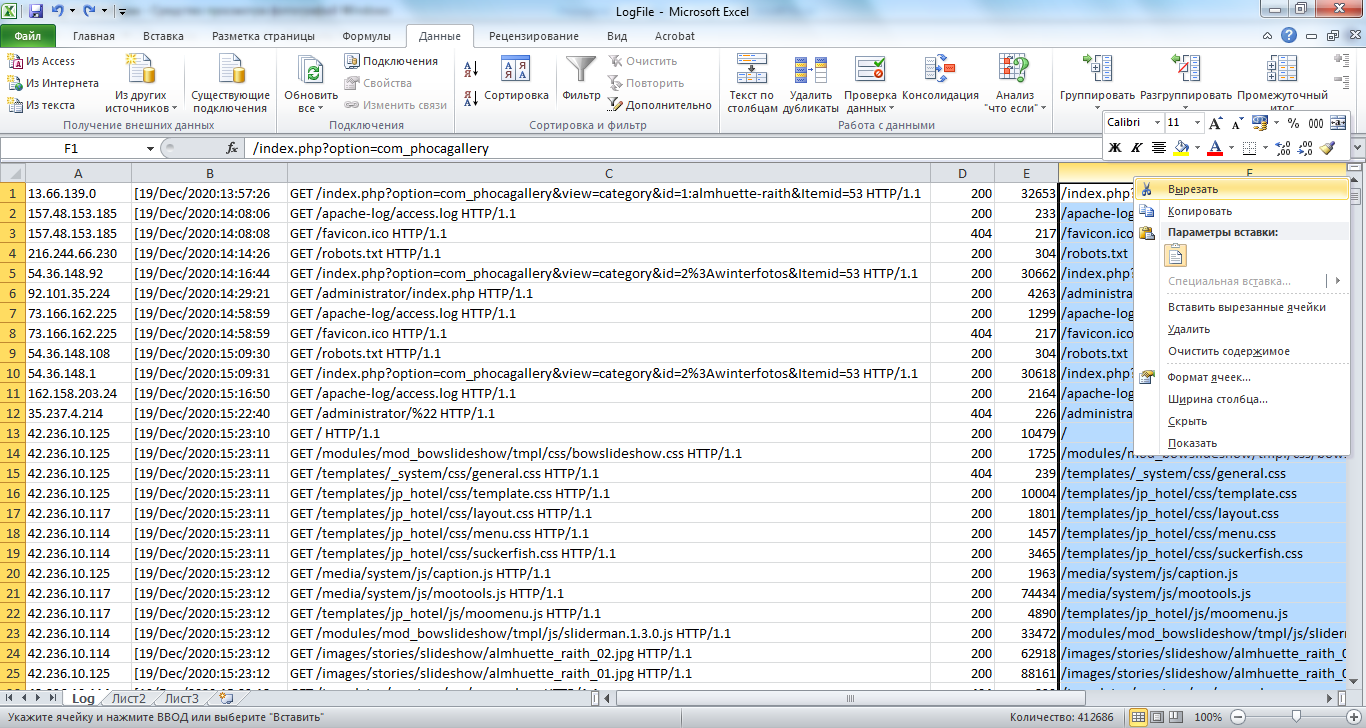 LogFile - Microsoft Excel
Файл Главная Вставка Разметка страницы Формулы Данные Рецензирование Вид Acrobat
Из Access
Из Интернета
Из текста
Из других источников
Существующие подключения
Получение внешних данных
Обновить все
Подключения
Свойства
Изменить связи
Подключения
Сортировка
Фильтр
Очистить
Повторить
Дополнительно
Сортировка и фильтр
Текст по столбцам
Удалить дубликаты
Проверка данных
Консолидация
Анализ "что если"
Работа с данными
Группировать
Разгруппировать
Промежуточный итог
Calibri 11 % 000
Ж К А
F1 fx /index.php?option=com_phocagallery
A B C D E F
1 13.66.139.0 [19/Dec/2020:13:57:26 GET /index.php?option=com_phocagallery&view=category&id=1:almhuette-raith&Itemid=53 HTTP/1.1 200 32653 /index.php?
2 157.48.153.185 [19/Dec/2020:14:08:06 GET /apache-log/access.log HTTP/1.1 200 233 /apache-log
3 157.48.153.185 [19/Dec/2020:14:08:08 GET /favicon.ico HTTP/1.1 404 217 /favicon.ico
4 216.244.66.230 [19/Dec/2020:14:14:26 GET /robots.txt HTTP/1.1 200 304 /robots.txt
5 54.36.148.92 [19/Dec/2020:14:16:44 GET /index.php?option=com_phocagallery&view=category&id=2%3Awinterfotos&Itemid=53 HTTP/1.1 200 30662 /index.php?
6 92.101.35.224 [19/Dec/2020:14:29:21 GET /administrator/index.php HTTP/1.1 200 4263 /administra
7 73.166.162.225 [19/Dec/2020:14:58:59 GET /apache-log/access.log HTTP/1.1 200 1299 /apache-log
8 73.166.162.225 [19/Dec/2020:14:58:59 GET /favicon.ico HTTP/1.1 404 217 /favicon.ico
9 54.36.148.108 [19/Dec/2020:15:09:30 GET /robots.txt HTTP/1.1 200 304 /robots.txt
10 54.36.148.1 [19/Dec/2020:15:09:31 GET /index.php?option=com_phocagallery&view=category&id=2%3Awinterfotos&Itemid=53 HTTP/1.1 200 30618 /index.php?
11 162.158.203.24 [19/Dec/2020:15:16:50 GET /apache-log/access.log HTTP/1.1 200 2164 /apache-log
12 35.237.4.214 [19/Dec/2020:15:22:40 GET /administrator/%22 HTTP/1.1 404 226 /administra
13 42.236.10.125 [19/Dec/2020:15:23:10 GET / HTTP/1.1 200 10479 /
14 42.236.10.125 [19/Dec/2020:15:23:11 GET /modules/mod_bowslideshow/tmpl/css/bowslideshow.css HTTP/1.1 200 1725 /modules/mod_bowslideshow/tmpl/css/bow
15 42.236.10.125 [19/Dec/2020:15:23:11 GET /templates/_system/css/general.css HTTP/1.1 404 239 /templates/_system/css/general.css
16 42.236.10.125 [19/Dec/2020:15:23:11 GET /templates/jp_hotel/css/template.css HTTP/1.1 200 10004 /templates/jp_hotel/css/template.css
17 42.236.10.117 [19/Dec/2020:15:23:11 GET /templates/jp_hotel/css/layout.css HTTP/1.1 200 1801 /templates/jp_hotel/css/layout.css
18 42.236.10.114 [19/Dec/2020:15:23:11 GET /templates/jp_hotel/css/menu.css HTTP/1.1 200 1457 /templates/jp_hotel/css/menu.css
19 42.236.10.114 [19/Dec/2020:15:23:11 GET /templates/jp_hotel/css/suckerfish.css HTTP/1.1 200 3465 /templates/jp_hotel/css/suckerfish.css
20 42.236.10.125 [19/Dec/2020:15:23:12 GET /media/system/js/caption.js HTTP/1.1 200 1963 /media/system/js/caption.js
21 42.236.10.117 [19/Dec/2020:15:23:12 GET /media/system/js/mootools.js HTTP/1.1 200 74434 /media/system/js/mootools.js
22 42.236.10.117 [19/Dec/2020:15:23:12 GET /templates/jp_hotel/js/moomenu.js HTTP/1.1 200 4890 /templates/jp_hotel/js/moomenu.js
23 42.236.10.114 [19/Dec/2020:15:23:12 GET /modules/mod_bowslideshow/tmpl/js/sliderman.1.3.0.js HTTP/1.1 200 33472 /modules/mod_bowslideshow/tmpl/js/sliderm
24 42.236.10.114 [19/Dec/2020:15:23:12 GET /images/stories/slideshow/almhuette_raith_02.jpg HTTP/1.1 200 62918 /images/stories/slideshow/almhuette_raith_0
25 42.236.10.125 [19/Dec/2020:15:23:12 GET /images/stories/slideshow/almhuette_raith_01.jpg HTTP/1.1 200 88161 /images/stories/slideshow/almhuette_raith_0
Вырезать
Копировать
Параметры вставки:
Специальная вставка...
Вставить вырезанные ячейки
Удалить
Очистить содержимое
Формат ячеек...
Ширина столбца...
Скрыть
Показать
Log Лист2 Лист3
Укажите ячейку и нажмите ВВОД или выберите "Вставить" Количество: 412686 100%